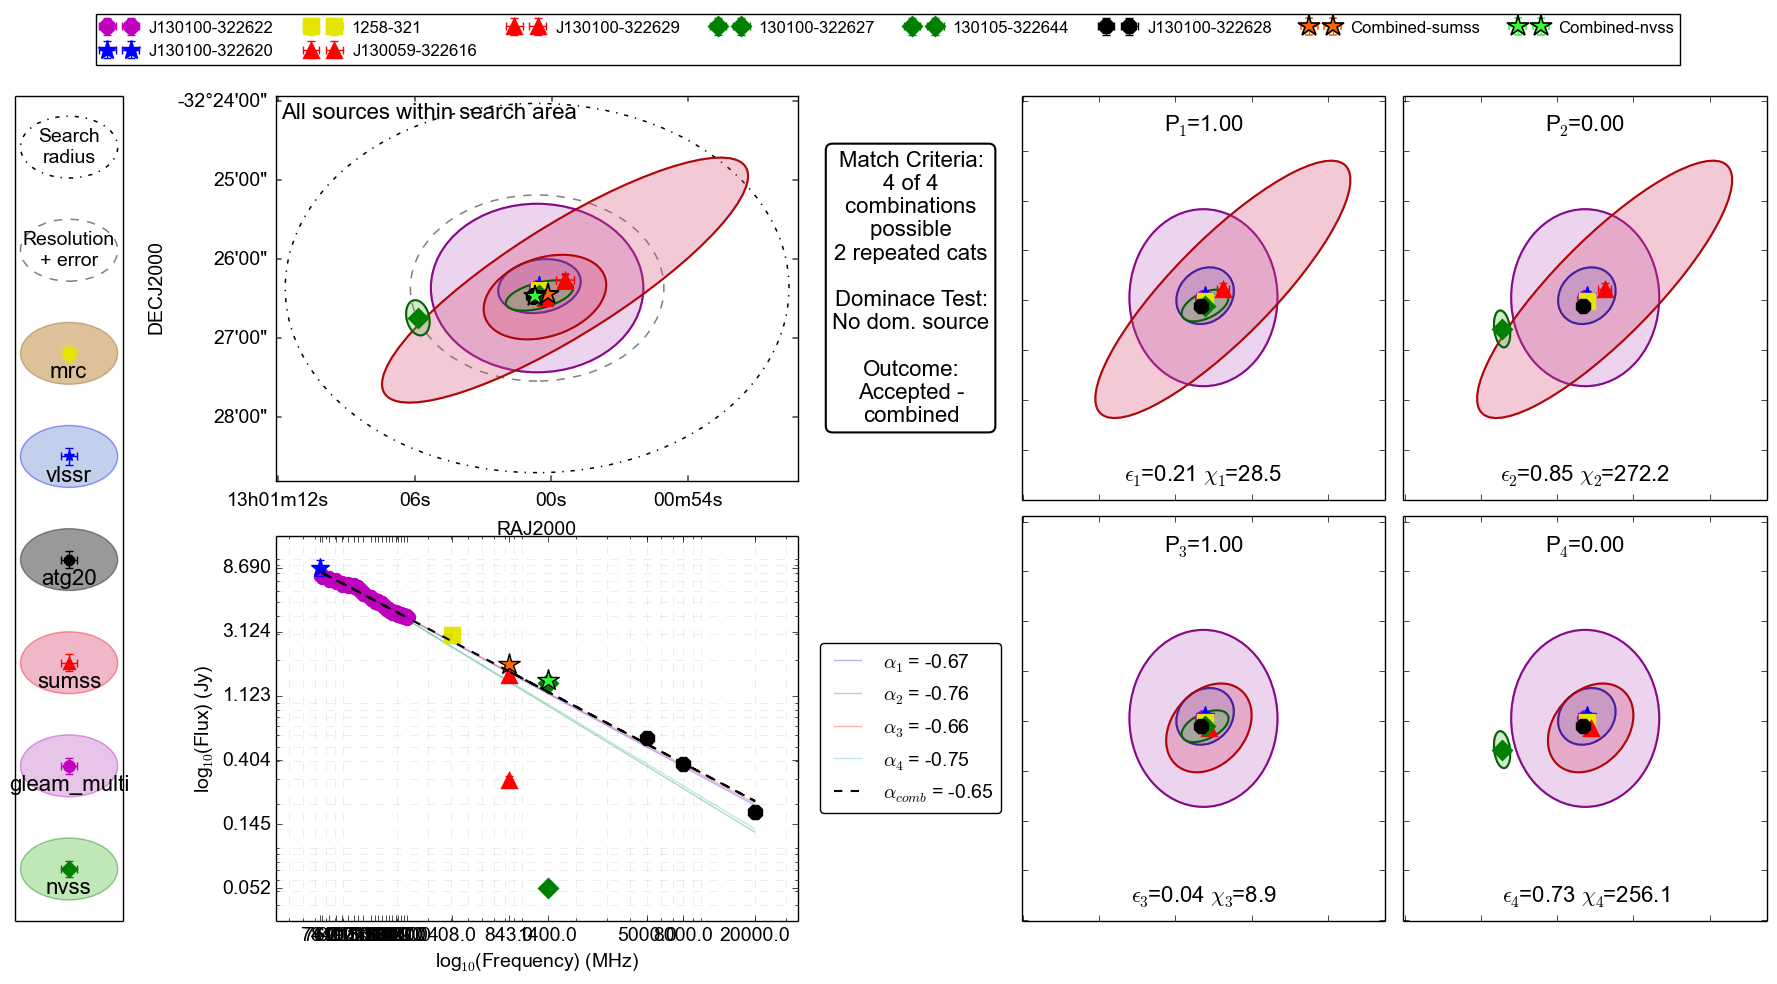 J130100-322622
1258-321
J130100-322629
130100-322627
130105-322644
J130100-322628
Combined-sumss
Combined-nvss
J130100-322620
J130059-322616
Search
radius
Resolution
+ error
mrc
vlssr
atg20
sumss
gleam_multi
nvss
All sources within search area
DECJ2000
-32°24'00"
25'00"
26'00"
27'00"
28'00"
13h01m12s
06s
00s
00m54s
RAJ2000
Match Criteria:
4 of 4
combinations
possible
2 repeated cats
Dominace Test:
No dom. source
Outcome:
Accepted -
combined
P1=1.00
ϵ1=0.21 χ1=28.5
P2=0.00
ϵ2=0.85 χ2=272.2
log10(Flux) (Jy)
8.690
3.124
1.123
0.404
0.145
0.052
408.0
843.0
1400.0
5000.0
8000.0
20000.0
log10(Frequency) (MHz)
α1 = -0.67
α2 = -0.76
α3 = -0.66
α4 = -0.75
αcomb = -0.65
P3=1.00
ϵ3=0.04 χ3=8.9
P4=0.00
ϵ4=0.73 χ4=256.1